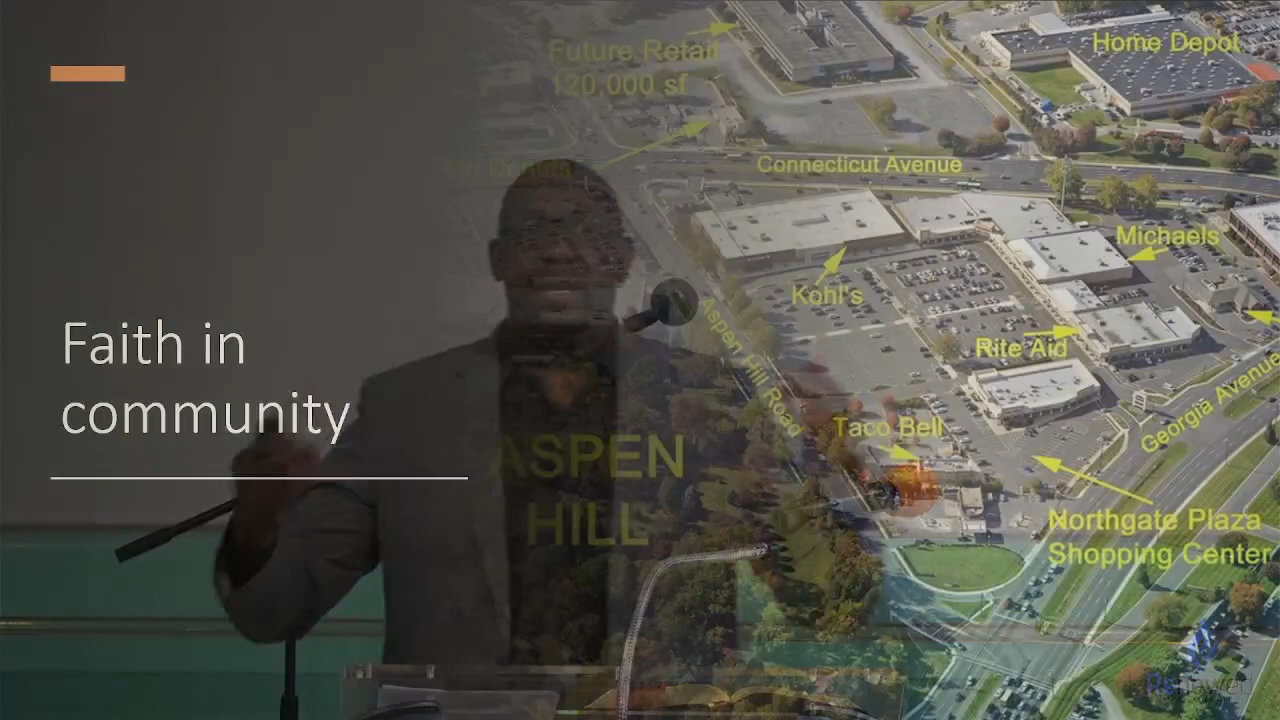 Future Retail
120,000 sf
Home Depot
Connecticut Avenue
Michaels
Kohl's
Aspen Hill Road
Rite Aid
Faith in
community
Georgia Avenue
Taco Bell
ASPEN
HILL
Northgate Plaza
Shopping Center
Renewed